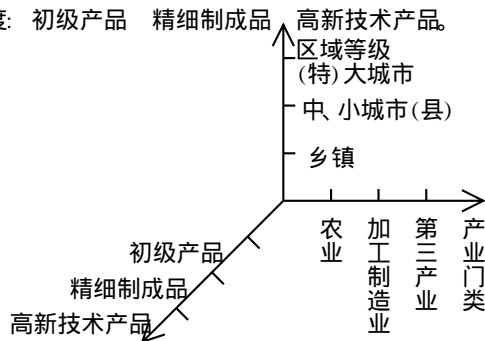 度: 初级产品 精细制成品 高新技术产品。
区域等级
(特)大城市
中、小城市(县)
乡镇
农业
加工制造业
第三产业
产业门类
初级产品
精细制成品
高新技术产品